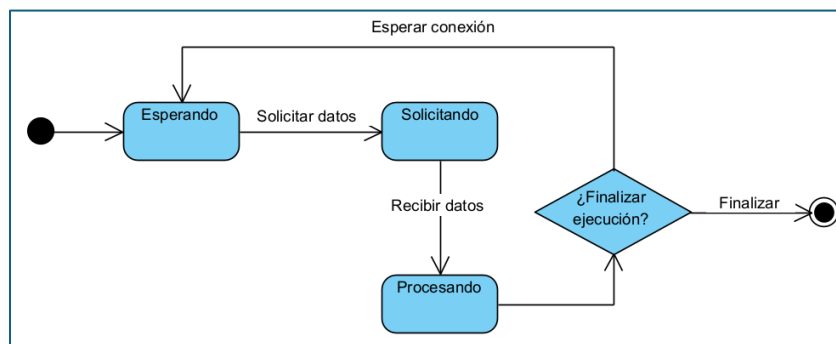 Esperar conexión
Esperando
Solicitar datos
Solicitando
Recibir datos
¿Finalizar
ejecución?
Finalizar
Procesando